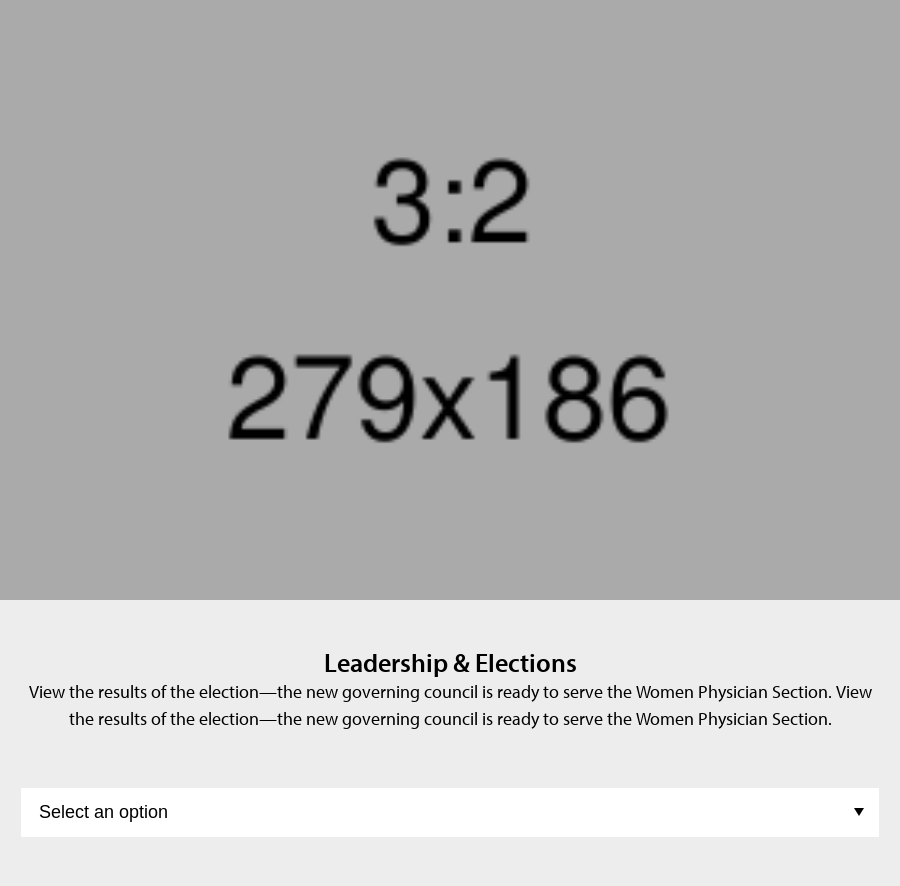 3:2
279x186
Leadership & Elections
View the results of the election—the new governing council is ready to serve the Women Physician Section. View
the results of the election—the new governing council is ready to serve the Women Physician Section.
Select an option